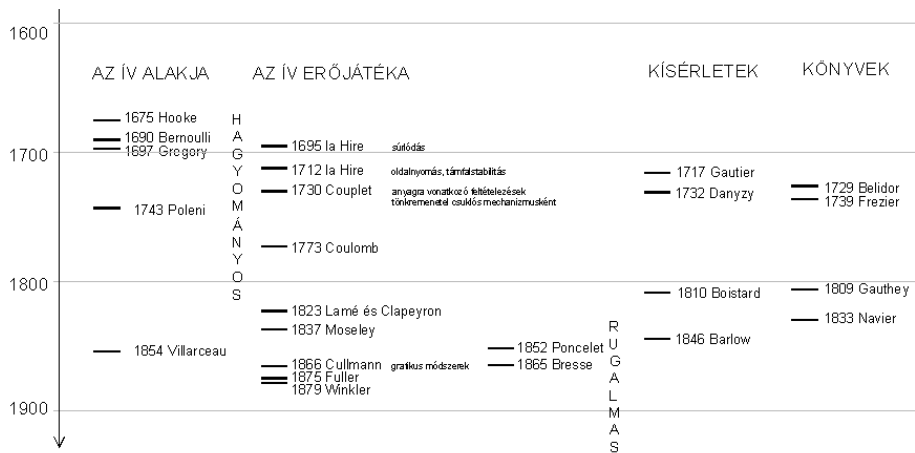 1600
AZ ÍV ALAKJA
AZ ÍV ERŐJÁTÉKA
KÍSÉRLETEK
KÖNYVEK
1675 Hooke
1690 Bernoulli
1697 Gregory
1743 Poleni
1854 Villarceau
HAGYOMÁNYOS
1695 la Hire súrlódás
1712 la Hire oldalnyomás, támfalstabilitás
1730 Couplet anyagra vonatkozó feltételezések
tönkremenetel csuklós mechanizmusként
1773 Coulomb
1823 Lamé és Clapeyron
1837 Moseley
1866 Cullmann grafikus módszerek
1875 Fuller
1879 Winkler
1852 Poncelet
1865 Bresse
RUGALMAS
1717 Gautier
1732 Danyzy
1810 Boistard
1846 Barlow
1729 Belidor
1739 Frezier
1809 Gauthey
1833 Navier
1700
1800
1900